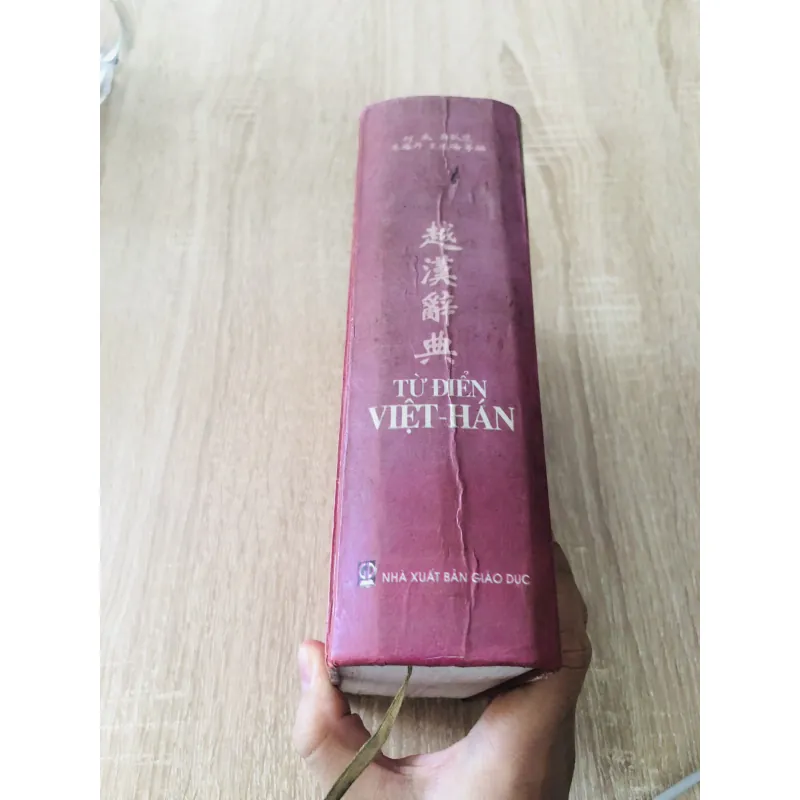 越漢辭典
TỪ ĐIỂN
VIỆT-HÁN
NHÀ XUẤT BẢN GIÁO DỤC